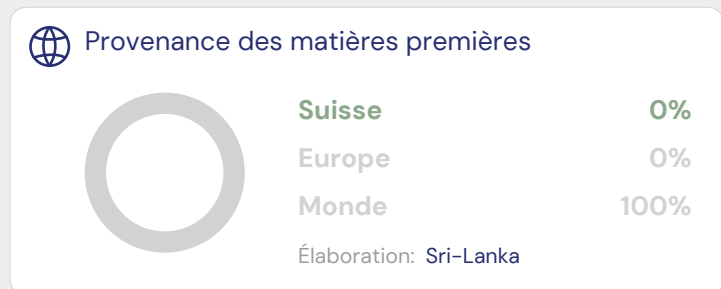 Provenance des matières premières
Suisse 0%
Europe 0%
Monde 100%
Élaboration: Sri-Lanka